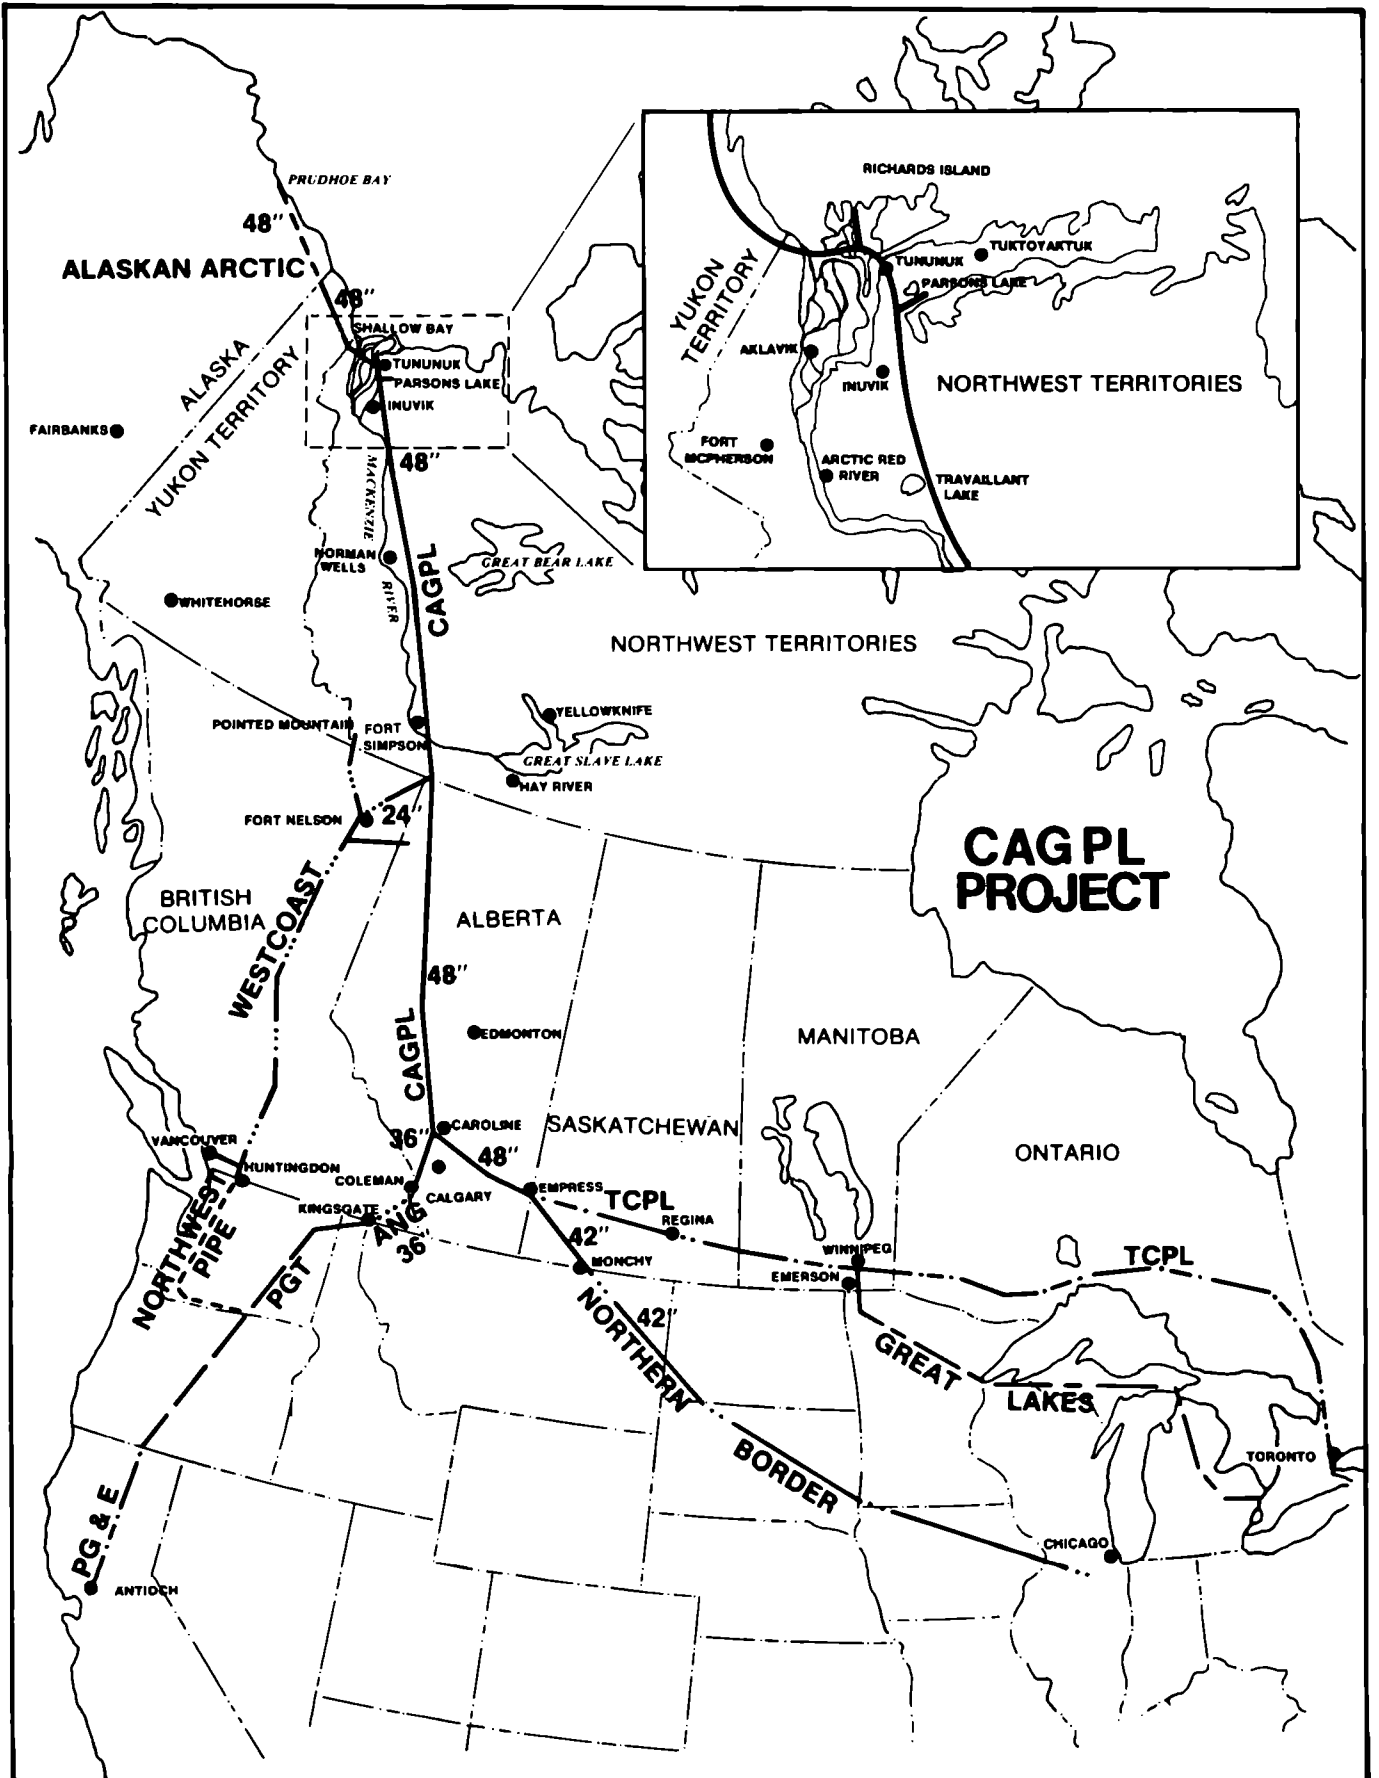 PRUDHOE BAY
48"
ALASKAN ARCTIC
48"
SHALLOW BAY
TUNUNUK
PARSONS LAKE
INUVIK
ALASKA
YUKON TERRITORY
FAIRBANKS
48"
MACKENZIE
RIVER
NORMAN
WELLS
CAGPL
GREAT BEAR LAKE
WHITEHORSE
NORTHWEST TERRITORIES
POINTED MOUNTAIN
FORT
SIMPSON
YELLOWKNIFE
GREAT SLAVE LAKE
HAY RIVER
FORT NELSON
24"
RICHARDS ISLAND
TUKTOYAKTUK
TUNUNUK
PARSONS LAKE
YUKON
TERRITORY
AKLAVIK
INUVIK
NORTHWEST TERRITORIES
FORT
MCPHERSON
ARCTIC RED
RIVER
TRAVAILLANT
LAKE
CAGPL
PROJECT
BRITISH
COLUMBIA
WESTCOAST
ALBERTA
48"
CAGPL
EDMONTON
MANITOBA
SASKATCHEWAN
ONTARIO
CAROLINE
36"
48"
VANCOUVER
HUNTINGDON
COLEMAN
CALGARY
EMPRESS
TCPL
REGINA
KINGSGATE
ANG
36"
42"
MONCHY
WINNIPEG
EMERSON
TCPL
NORTHWEST
PIPE
PGT
42"
NORTHERN
BORDER
GREAT
LAKES
TORONTO
CHICAGO
PG & E
ANTIOCH